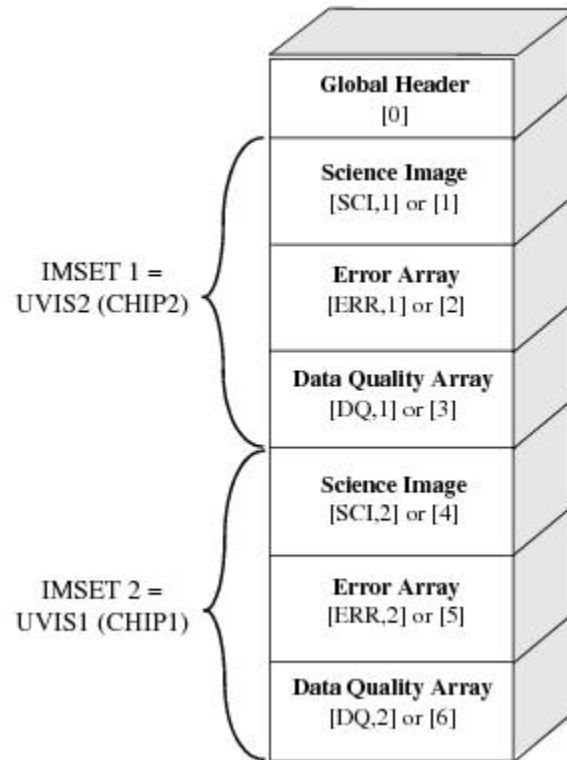 Global Header
[0]
IMSET 1 =
UVIS2 (CHIP2)
Science Image
[SCI,1] or [1]
Error Array
[ERR,1] or [2]
Data Quality Array
[DQ,1] or [3]
IMSET 2 =
UVIS1 (CHIP1)
Science Image
[SCI,2] or [4]
Error Array
[ERR,2] or [5]
Data Quality Array
[DQ,2] or [6]